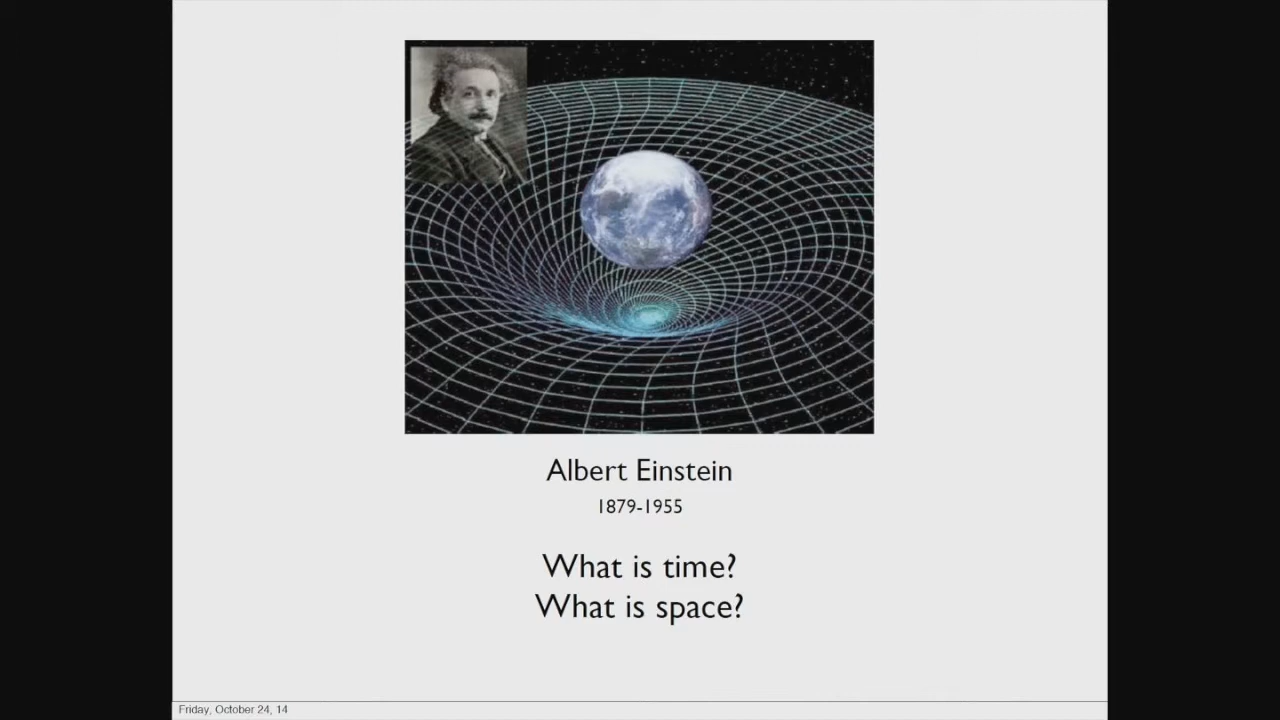 Albert Einstein
1879-1955
What is time?
What is space?
Friday, October 24, 14